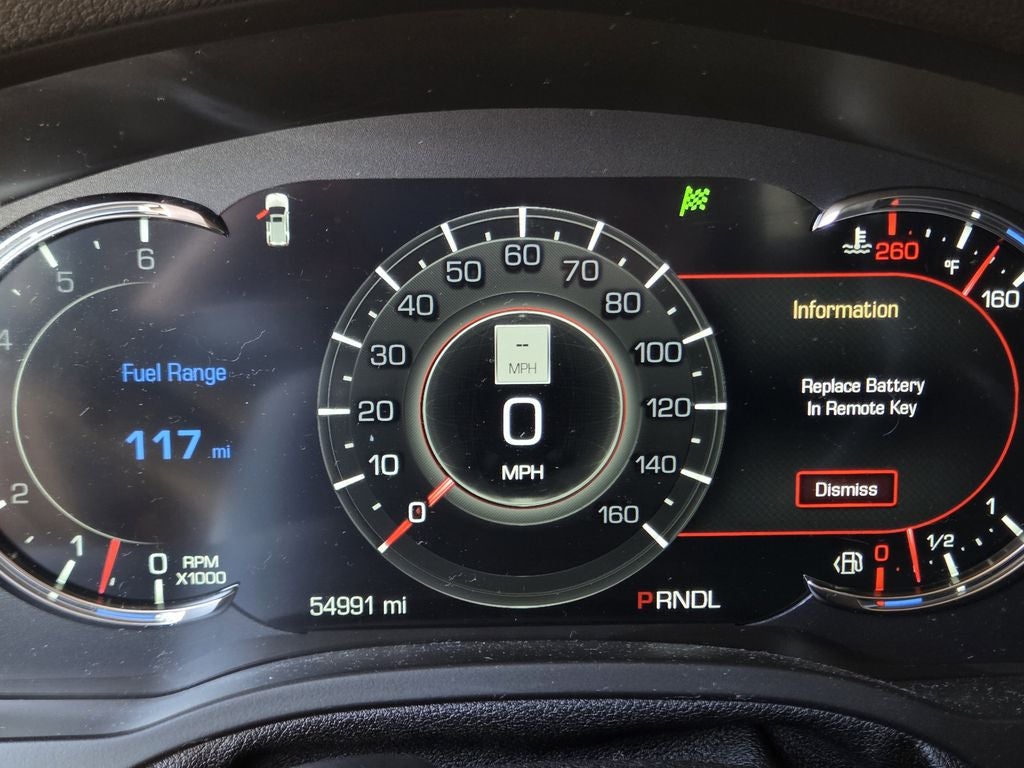 6
5
4
2
1
0
RPM
X1000
Fuel Range
117 mi
0
10
20
30
40
50
60
70
80
100
120
140
160
--
MPH
0
MPH
54991 mi
PRNDL
260
°F
160
Information
Replace Battery
In Remote Key
Dismiss
0
1/2
1